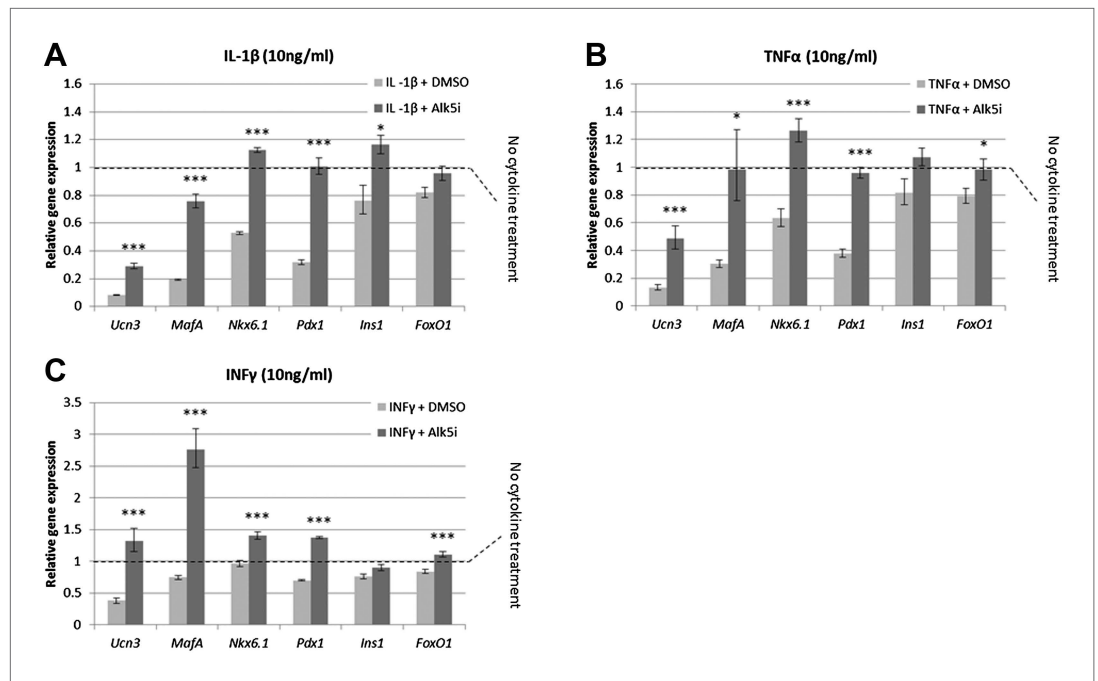 A
IL-1β (10ng/ml)
1.6
1.4
1.2
1
0.8
0.6
0.4
0.2
0
Relative gene expression
IL -1β + DMSO
IL -1β + Alk5i
***
***
***
***
*
Ucn3 MafA Nkx6.1 Pdx1 Ins1 FoxO1
No cytokine treatment
B
TNFα (10ng/ml)
1.6
1.4
1.2
1
0.8
0.6
0.4
0.2
0
Relative gene expression
TNFα + DMSO
TNFα + Alk5i
***
*
***
***
*
Ucn3 MafA Nkx6.1 Pdx1 Ins1 FoxO1
No cytokine treatment
C
INFγ (10ng/ml)
3.5
3
2.5
2
1.5
1
0.5
0
Relative gene expression
INFγ + DMSO
INFγ + Alk5i
***
***
***
***
***
Ucn3 MafA Nkx6.1 Pdx1 Ins1 FoxO1
No cytokine treatment